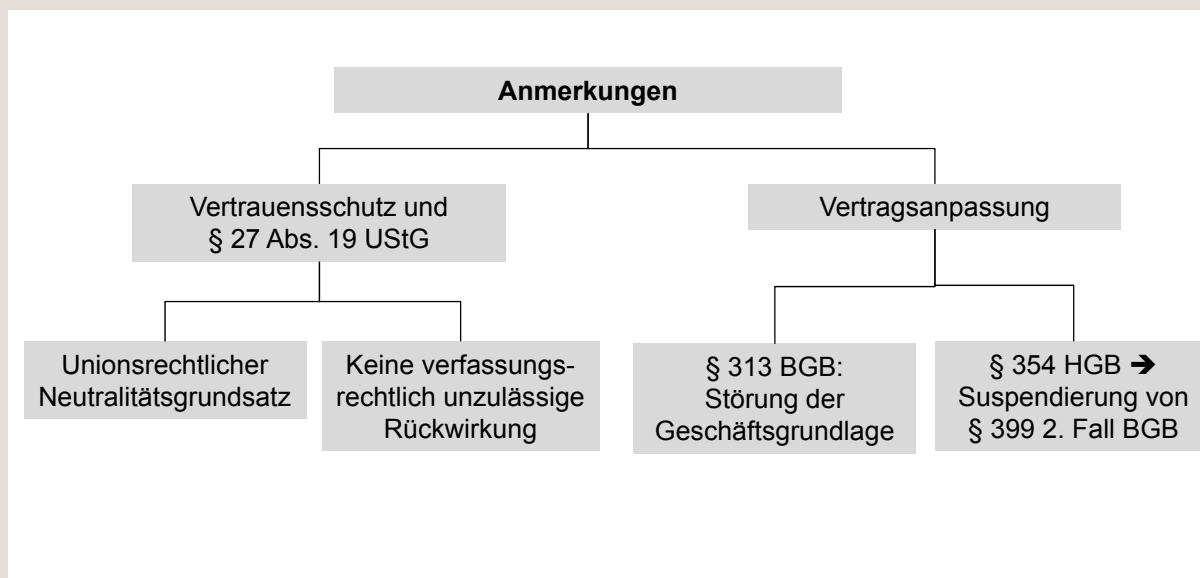 Anmerkungen
Vertrauensschutz und
§ 27 Abs. 19 UStG
Vertragsanpassung
Unionsrechtlicher
Neutralitätsgrundsatz
Keine verfassungs-
rechtlich unzulässige
Rückwirkung
§ 313 BGB:
Störung der
Geschäftsgrundlage
§ 354 HGB ➔
Suspendierung von
§ 399 2. Fall BGB